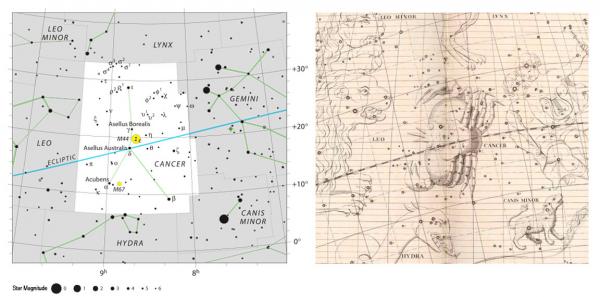 LEO
MINOR
LYNX
GEMINI
+30°
+20°
+10°
0°
Asellus Borealis
M44
Asellus Australis
LEO
ECLIPTIC
CANCER
Acubens
M67
CANIS
MINOR
HYDRA
9h
8h
Star Magnitude 0 1 2 3 4 5 6
LEO MINOR
LYNX
LEO
CANCER
CANIS MINOR
HYDRA